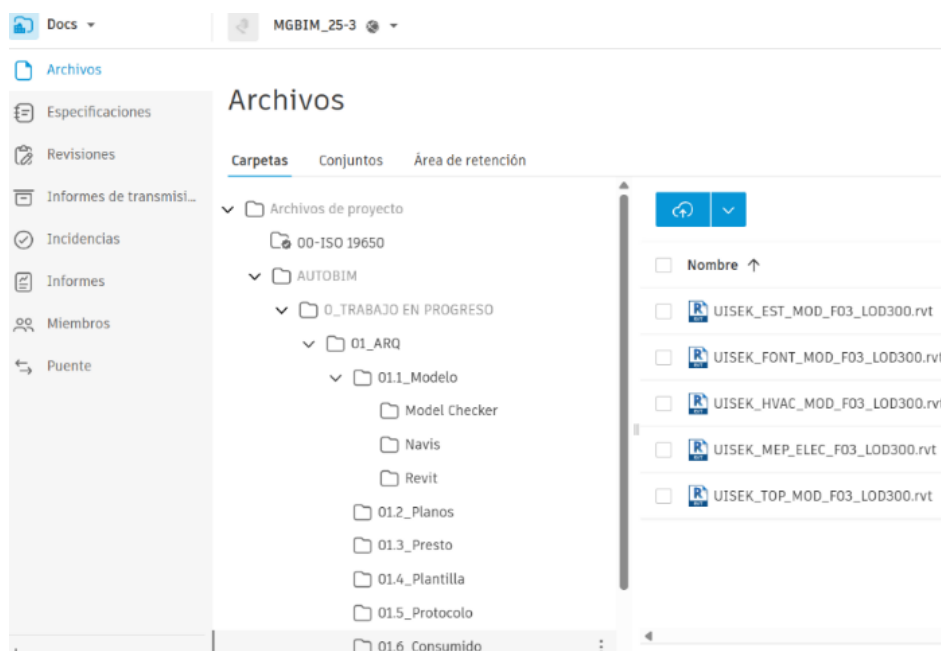 Docs
MGBIM_25-3
Archivos
Especificaciones
Revisiones
Informes de transmisi...
Incidencias
Informes
Miembros
Puente
Archivos
Carpetas Conjuntos Área de retención
Archivos de proyecto
00-ISO 19650
AUTOBIM
0_TRABAJO EN PROGRESO
01_ARQ
01.1_Modelo
Model Checker
Navis
Revit
01.2_Planos
01.3_Presto
01.4_Plantilla
01.5_Protocolo
01.6_Consumido
Nombre
UISEK_EST_MOD_F03_LOD300.rvt
UISEK_FONT_MOD_F03_LOD300.rvt
UISEK_HVAC_MOD_F03_LOD300.rvt
UISEK_MEP_ELEC_F03_LOD300.rvt
UISEK_TOP_MOD_F03_LOD300.rvt